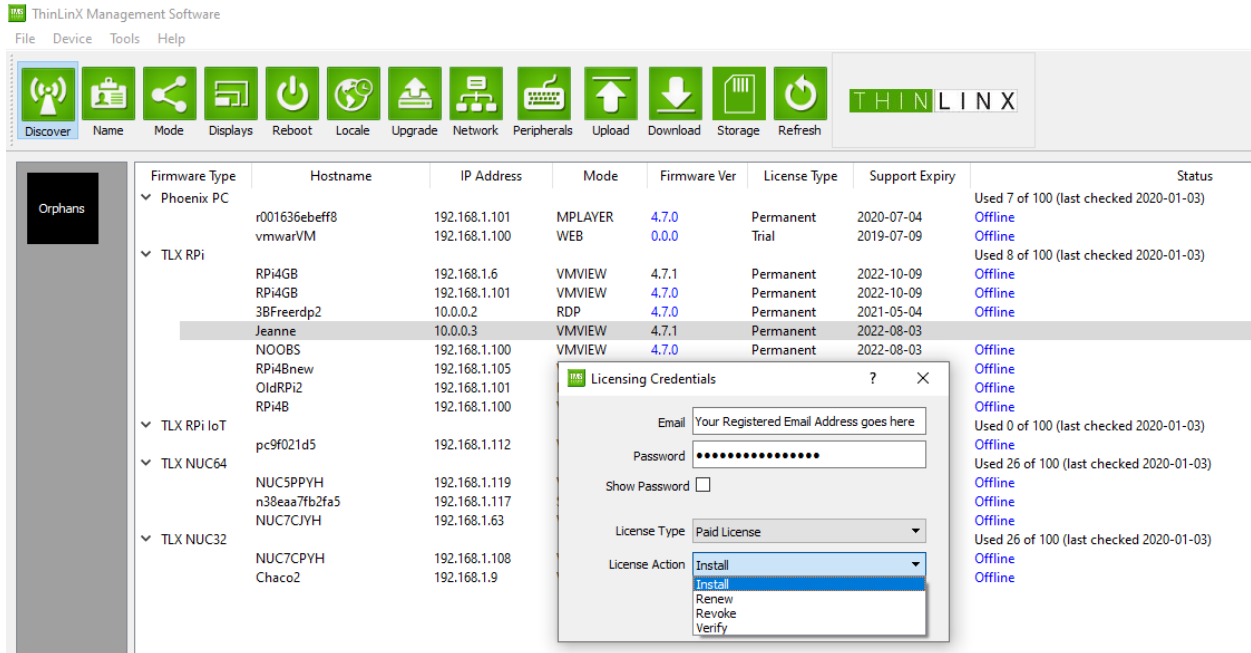 ThinLinX Management Software
File Device Tools Help
Discover Name Mode Displays Reboot Locale Upgrade Network Peripherals Upload Download Storage Refresh
THINLINX
Orphans
Firmware Type Hostname IP Address Mode Firmware Ver License Type Support Expiry Status
Phoenix PC Used 7 of 100 (last checked 2020-01-03)
r001636ebeff8 192.168.1.101 MPLAYER 4.7.0 Permanent 2020-07-04 Offline
vmwarVM 192.168.1.100 WEB 0.0.0 Trial 2019-07-09 Offline
TLX RPi Used 8 of 100 (last checked 2020-01-03)
RPi4GB 192.168.1.6 VMVIEW 4.7.1 Permanent 2022-10-09 Offline
RPi4GB 192.168.1.101 VMVIEW 4.7.0 Permanent 2022-10-09 Offline
3BFreerdp2 10.0.0.2 RDP 4.7.0 Permanent 2021-05-04 Offline
Jeanne 10.0.0.3 VMVIEW 4.7.1 Permanent 2022-08-03
NOOBS 192.168.1.100 VMVIEW 4.7.0 Permanent 2022-08-03 Offline
RPi4Bnew 192.168.1.105 Offline
OldRPi2 192.168.1.101 Offline
RPi4B 192.168.1.100 Offline
TLX RPi IoT Used 0 of 100 (last checked 2020-01-03)
pc9f021d5 192.168.1.112 Offline
TLX NUC64 Used 26 of 100 (last checked 2020-01-03)
NUC5PPYH 192.168.1.119 Offline
n38eaa7fb2fa5 192.168.1.117 Offline
NUC7CJYH 192.168.1.63 Offline
TLX NUC32 Used 26 of 100 (last checked 2020-01-03)
NUC7CPYH 192.168.1.108 Offline
Chaco2 192.168.1.9 Offline
Licensing Credentials ?
Email Your Registered Email Address goes here
Password ••••••••••••••••
Show Password
License Type Paid License
License Action Install
Install
Renew
Revoke
Verify